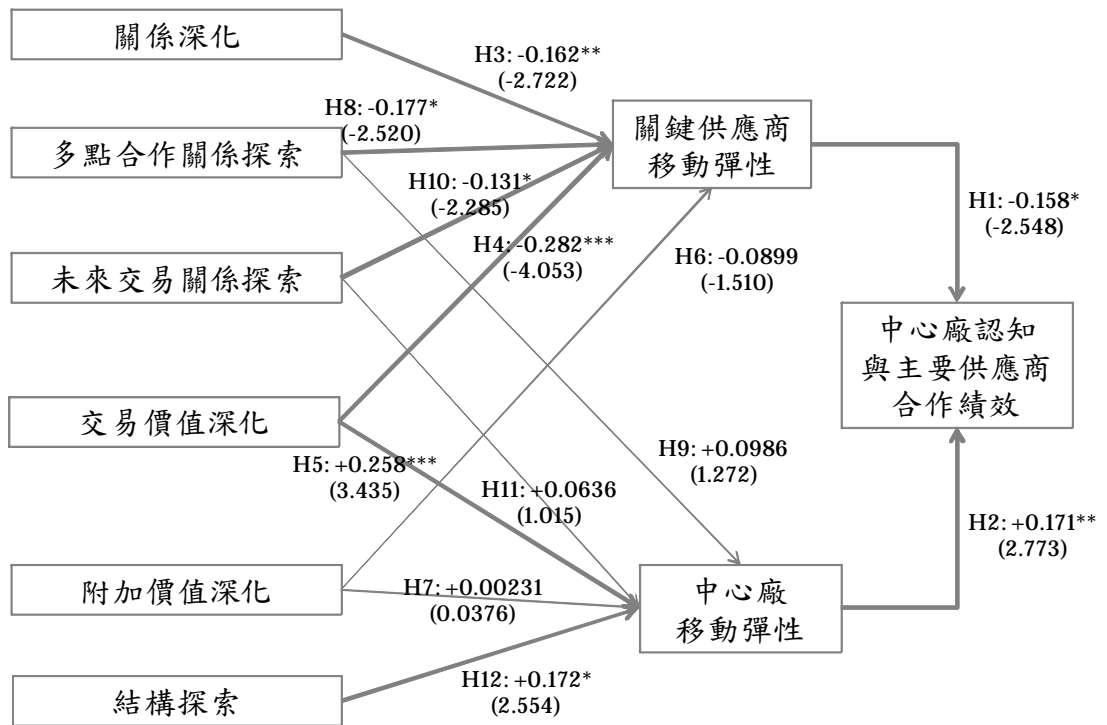 關係深化
H3: -0.162**
(-2.722)
H8: -0.177*
(-2.520)
多點合作關係探索
關鍵供應商
移動彈性
H10: -0.131*
(-2.285)
H1: -0.158*
(-2.548)
H4: -0.282***
(-4.053)
H6: -0.0899
(-1.510)
未來交易關係探索
中心廠認知
與主要供應商
合作績效
交易價值深化
H5: +0.258***
(3.435)
H9: +0.0986
(1.272)
H11: +0.0636
(1.015)
H2: +0.171**
(2.773)
附加價值深化
H7: +0.00231
(0.0376)
中心廠
移動彈性
H12: +0.172*
(2.554)
結構探索